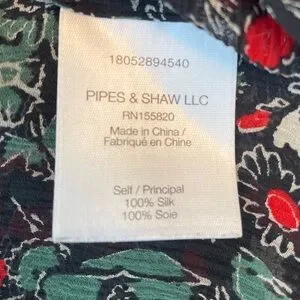 18052894540
PIPES & SHAW LLC
RN155820
Made in China /
Fabriqué en Chine
Self / Principal
100% Silk
100% Soie